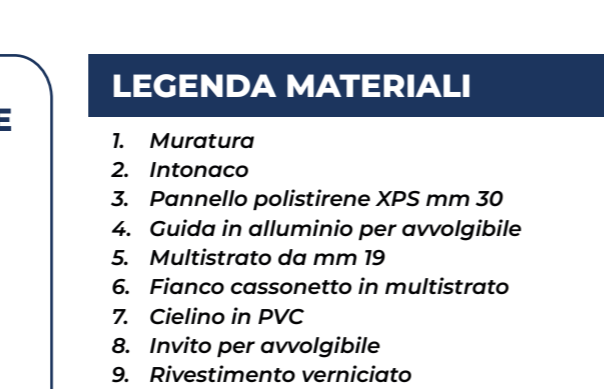 E
LEGENDA MATERIALI
1. Muratura
2. Intonaco
3. Pannello polistirene XPS mm 30
4. Guida in alluminio per avvolgibile
5. Multistrato da mm 19
6. Fianco cassonetto in multistrato
7. Cielino in PVC
8. Invito per avvolgibile
9. Rivestimento verniciato